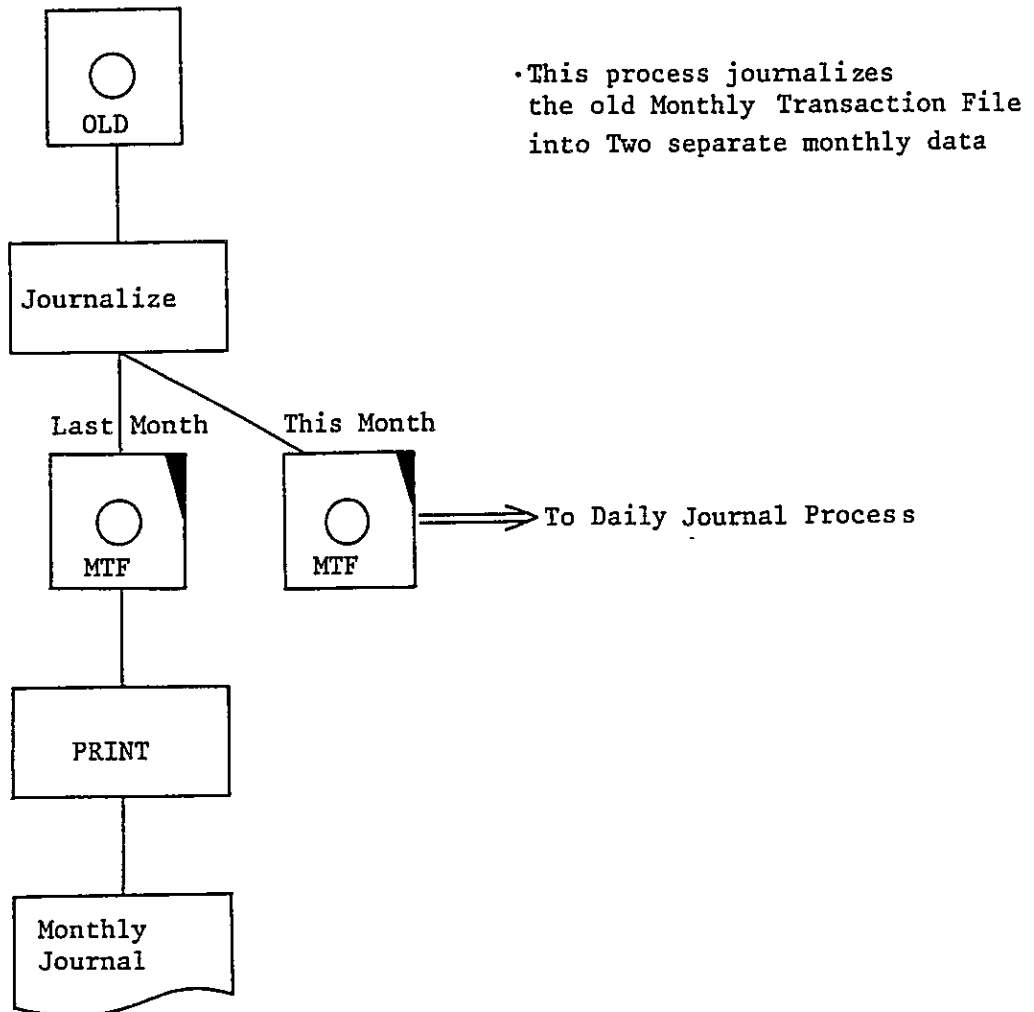 OLD
·This process journalizes
the old Monthly Transaction File
into Two separate monthly data
Journalize
Last Month
This Month
MTF
MTF
To Daily Journal Process
PRINT
Monthly
Journal